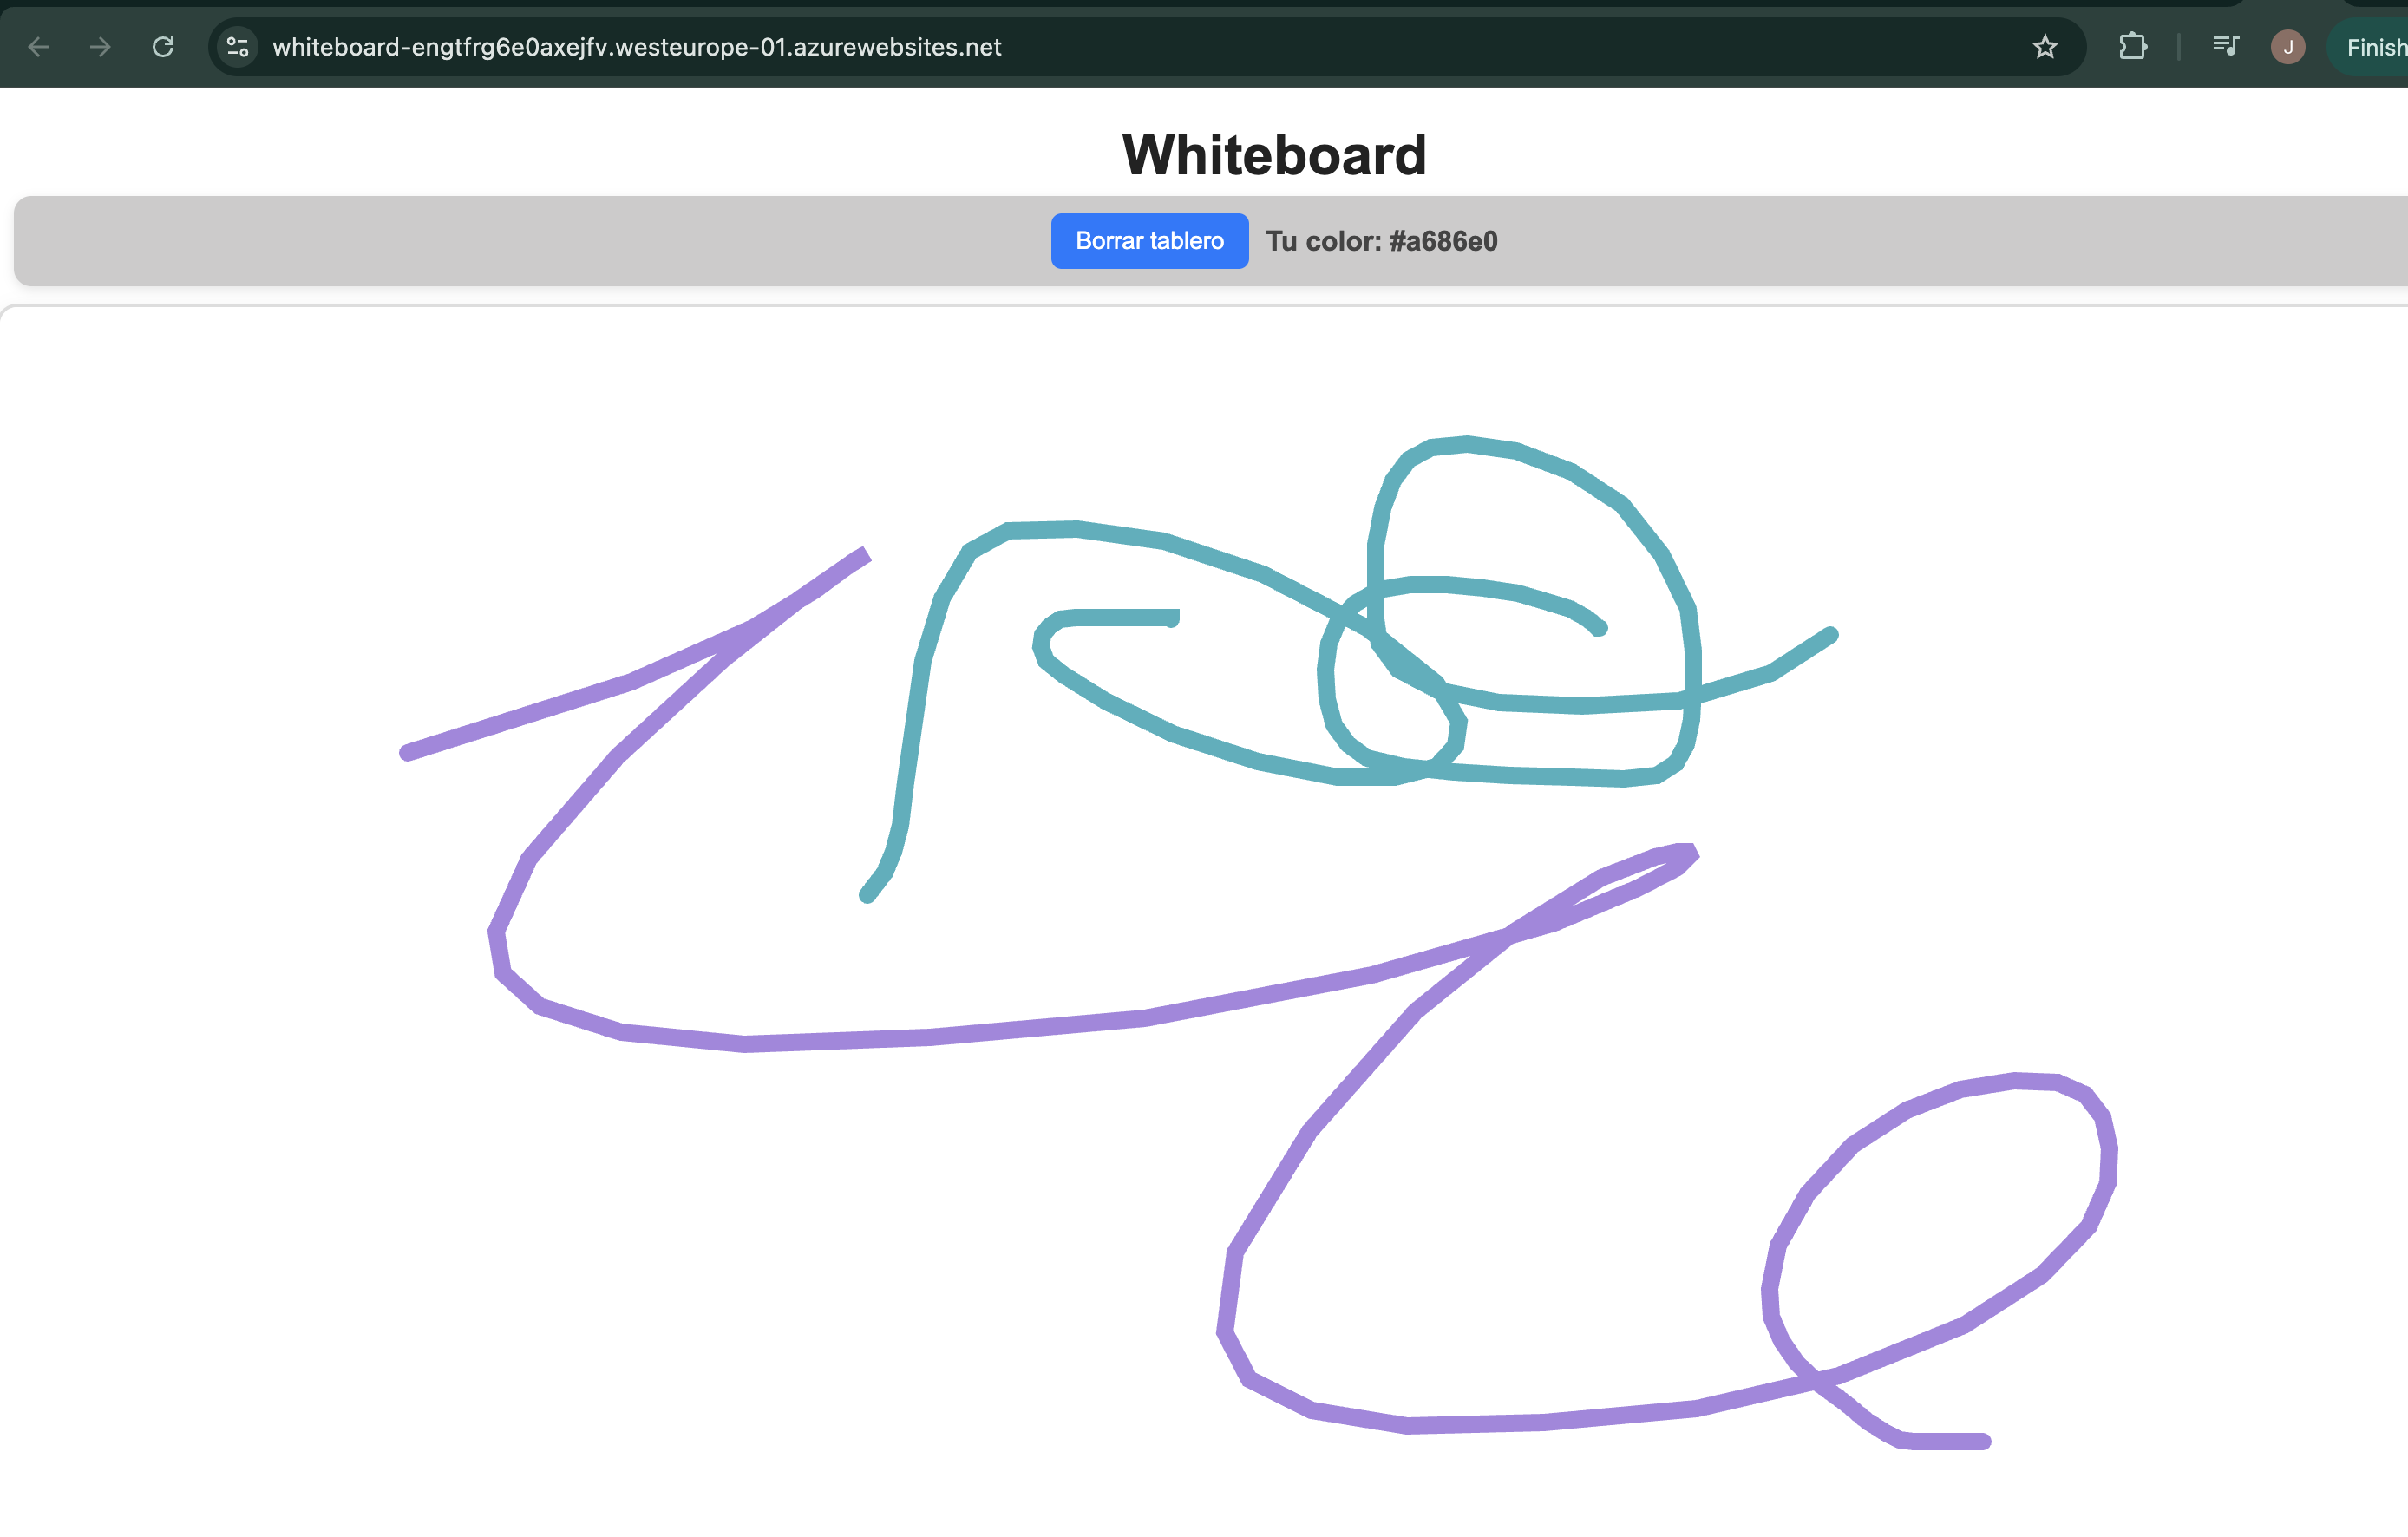 whiteboard-engtfrg6e0axejfv.westeurope-01.azurewebsites.net
J
Finish
Whiteboard
Borrar tablero
Tu color: #a686e0